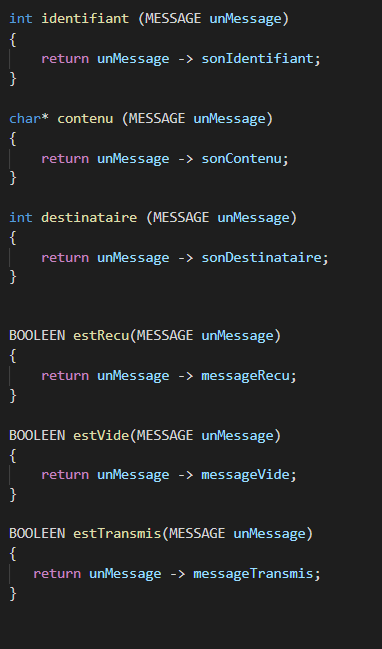 int identifiant (MESSAGE unMessage)
{
    return unMessage -> sonIdentifiant;
}

char* contenu (MESSAGE unMessage)
{
    return unMessage -> sonContenu;
}

int destinataire (MESSAGE unMessage)
{
    return unMessage -> sonDestinataire;
}


BOOLEEN estRecu(MESSAGE unMessage)
{
    return unMessage -> messageRecu;
}

BOOLEEN estVide(MESSAGE unMessage)
{
    return unMessage -> messageVide;
}

BOOLEEN estTransmis(MESSAGE unMessage)
{
   return unMessage -> messageTransmis;
}